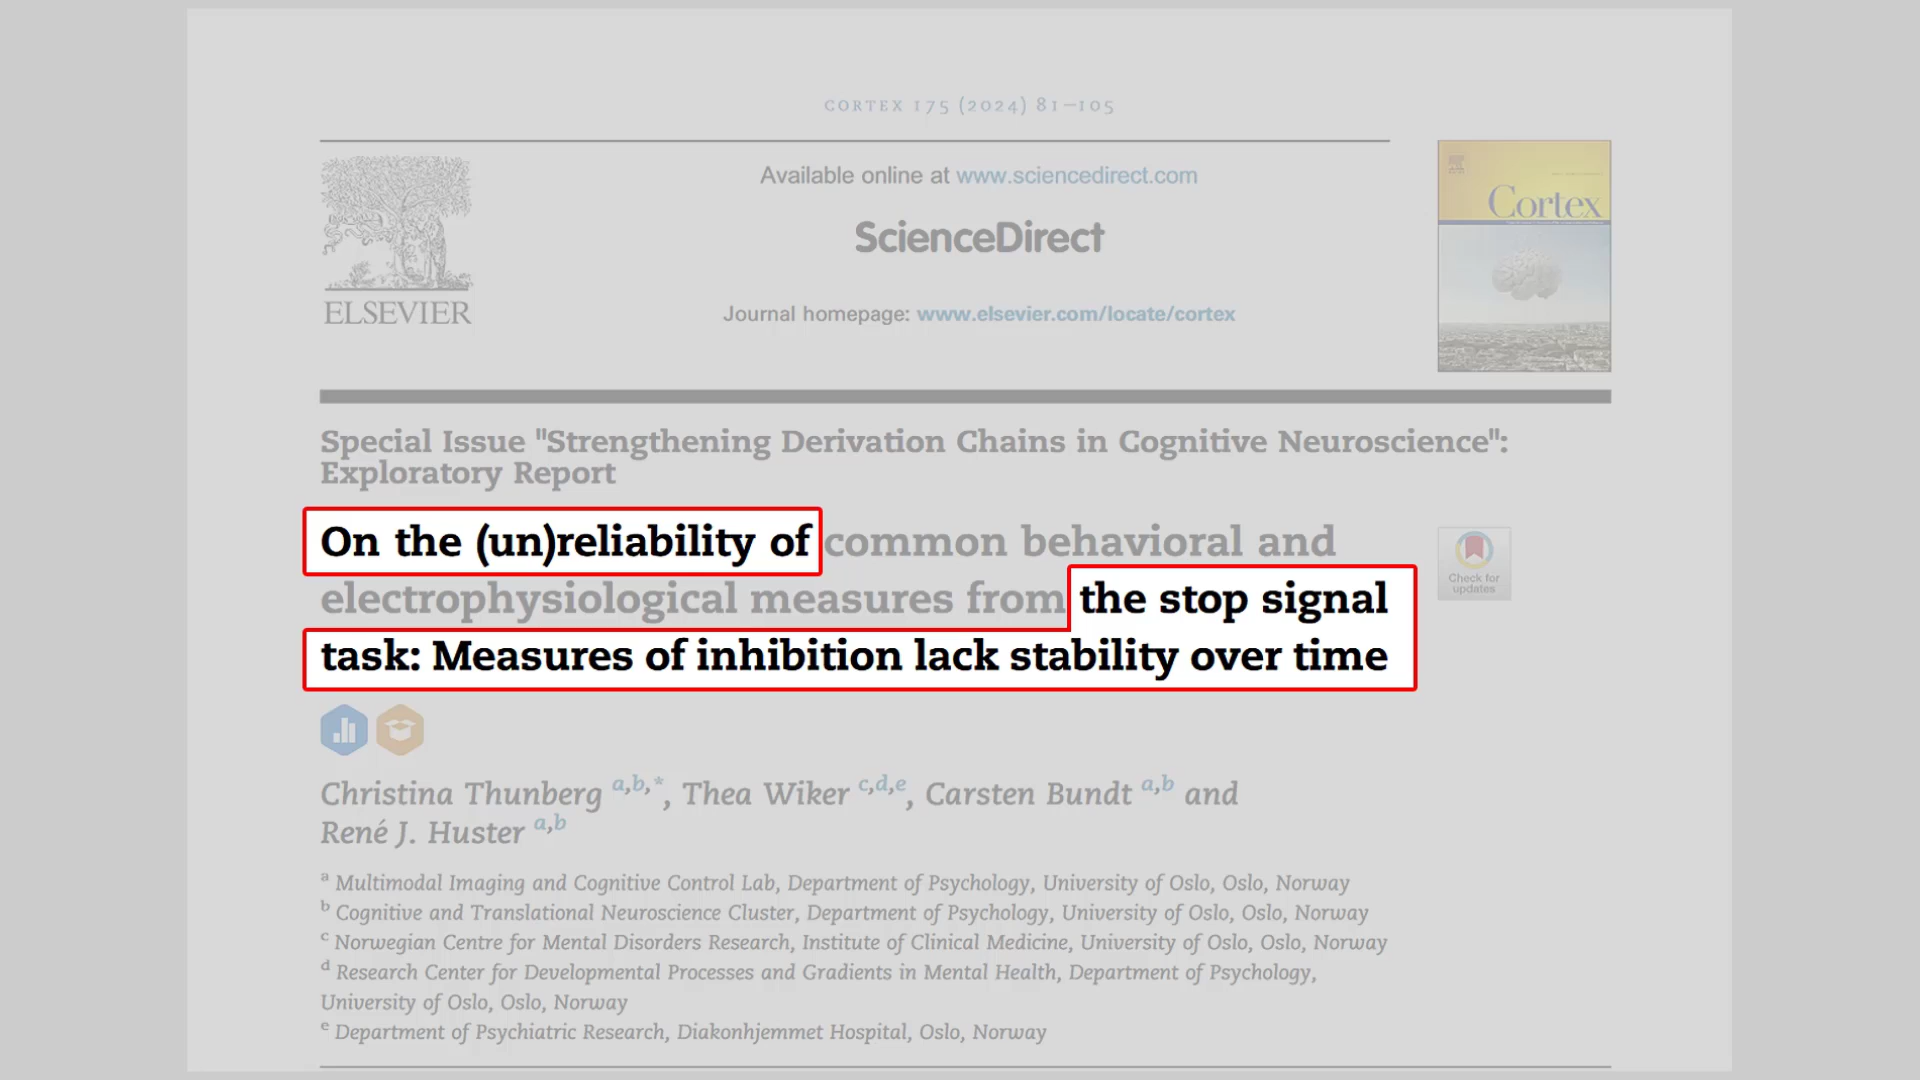 CORTEX 175 (2024) 81–105
Available online at www.sciencedirect.com
ScienceDirect
Journal homepage: www.elsevier.com/locate/cortex
ELSEVIER
Cortex
Special Issue "Strengthening Derivation Chains in Cognitive Neuroscience":
Exploratory Report
On the (un)reliability of common behavioral and
electrophysiological measures from the stop signal
task: Measures of inhibition lack stability over time
Check for
updates
Christina Thunberg a,b,*, Thea Wiker c,d,e, Carsten Bundt a,b and
René J. Huster a,b
a Multimodal Imaging and Cognitive Control Lab, Department of Psychology, University of Oslo, Oslo, Norway
b Cognitive and Translational Neuroscience Cluster, Department of Psychology, University of Oslo, Oslo, Norway
c Norwegian Centre for Mental Disorders Research, Institute of Clinical Medicine, University of Oslo, Oslo, Norway
d Research Center for Developmental Processes and Gradients in Mental Health, Department of Psychology,
University of Oslo, Oslo, Norway
e Department of Psychiatric Research, Diakonhjemmet Hospital, Oslo, Norway